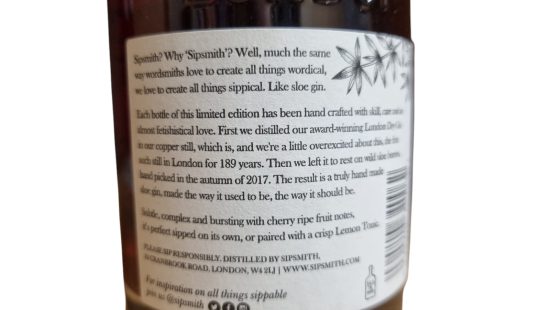 Sipsmith? Why 'Sipsmith'? Well, much the same
way wordsmiths love to create all things wordical,
we love to create all things sippical. Like sloe gin.
Each bottle of this limited edition has been hand crafted with skill, care and an
almost fetishistical love. First we distilled our award-winning London Dry Gin
in our copper still, which is, and we're a little overexcited about this, the first
such still in London for 189 years. Then we left it to rest on wild sloe berries,
hand picked in the autumn of 2017. The result is a truly hand made
sloe gin, made the way it used to be, the way it should be.
Subtle, complex and bursting with cherry ripe fruit notes,
it's perfect sipped on its own, or paired with a crisp Lemon Tonic.
PLEASE SIP RESPONSIBLY. DISTILLED BY SIPSMITH,
CRANBROOK ROAD, LONDON, W4 2LJ | WWW.SIPSMITH.COM
For inspiration on all things sippable
join us @sipsmith